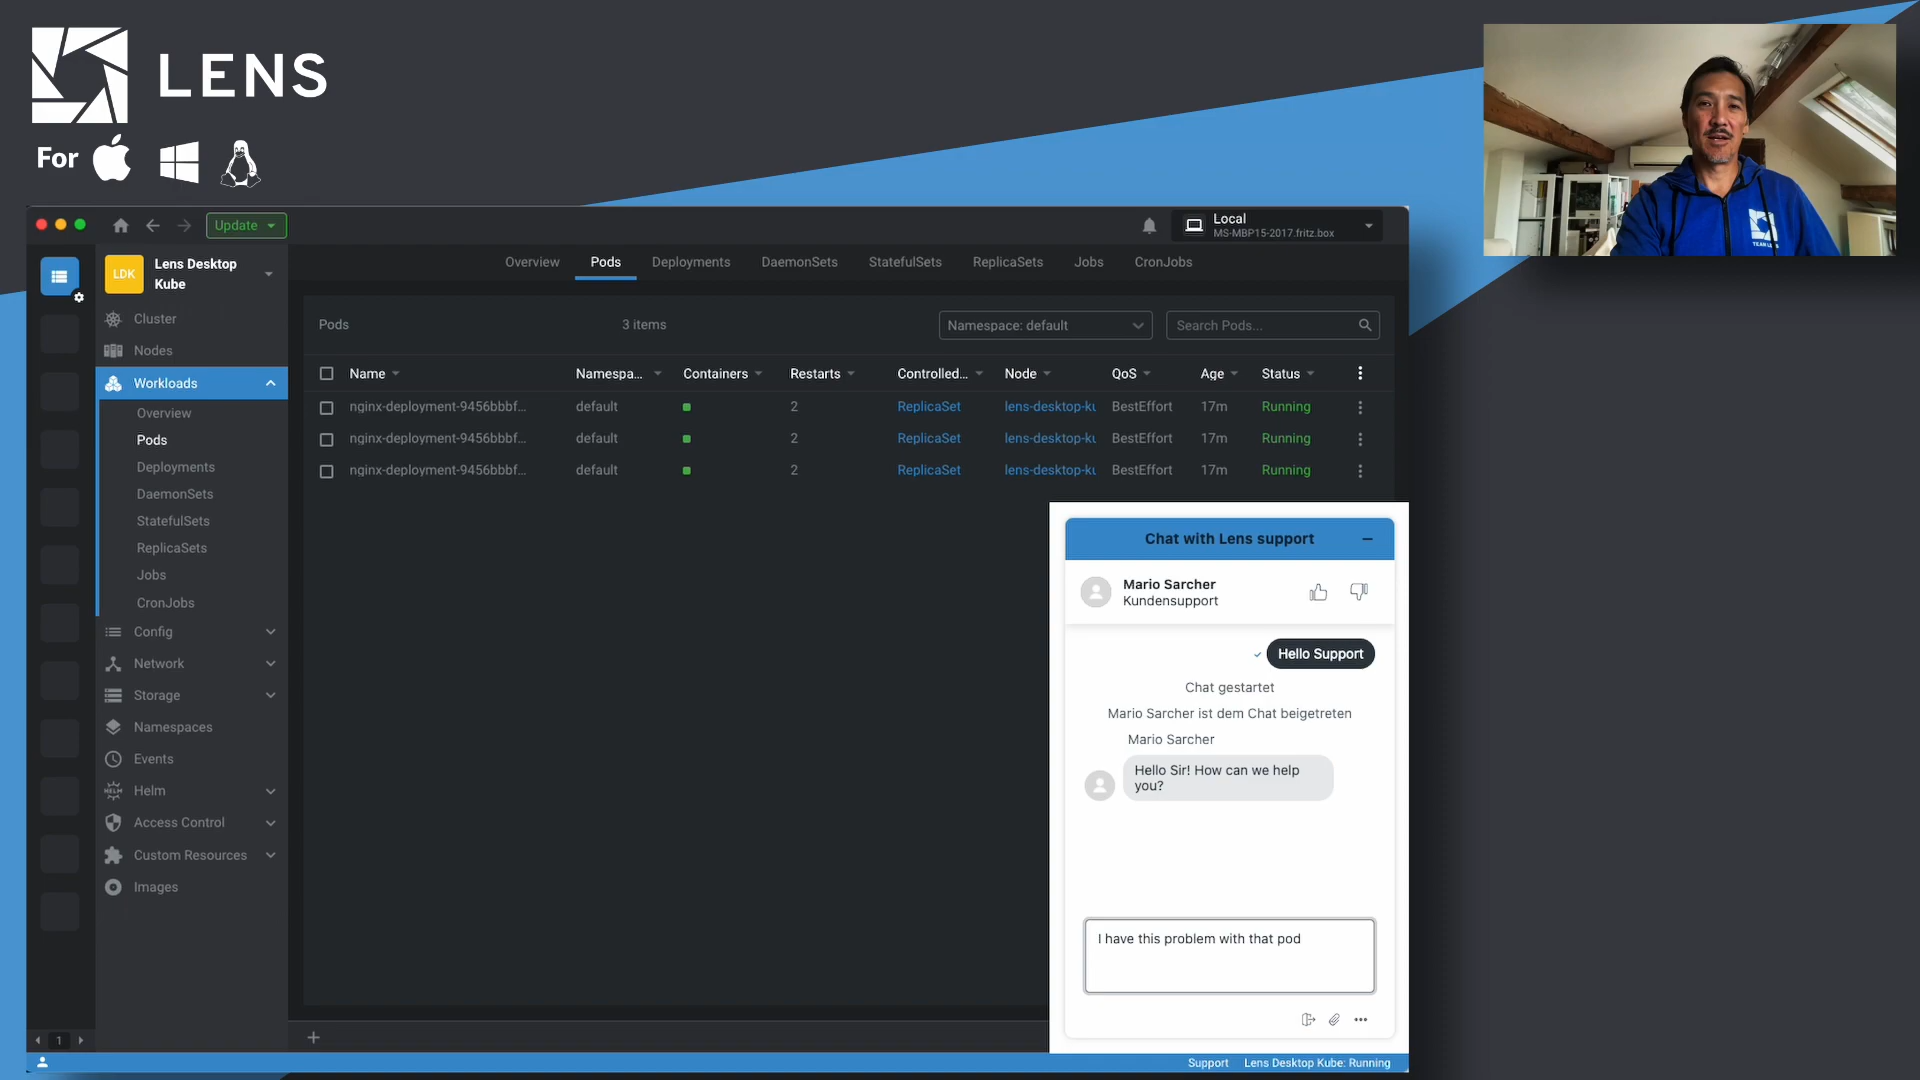 LENS
For
TEAM LENS
Update
Local
MS-MBP15-2017.fritz.box
LDK
Lens Desktop
Kube
Cluster
Nodes
Workloads
Overview
Pods
Deployments
DaemonSets
StatefulSets
ReplicaSets
Jobs
CronJobs
Config
Network
Storage
Namespaces
Events
HELM
Helm
Access Control
Custom Resources
Images
1
Overview Pods Deployments DaemonSets StatefulSets ReplicaSets Jobs CronJobs
Pods 3 items Namespace: default Search Pods...
Name Namespa... Containers Restarts Controlled... Node QoS Age Status
nginx-deployment-9456bbbf... default 2 ReplicaSet lens-desktop-ku BestEffort 17m Running
nginx-deployment-9456bbbf... default 2 ReplicaSet lens-desktop-ku BestEffort 17m Running
nginx-deployment-9456bbbf... default 2 ReplicaSet lens-desktop-ku BestEffort 17m Running
Chat with Lens support
Mario Sarcher
Kundensupport
Hello Support
Chat gestartet
Mario Sarcher ist dem Chat beigetreten
Mario Sarcher
Hello Sir! How can we help
you?
I have this problem with that pod
Support Lens Desktop Kube: Running